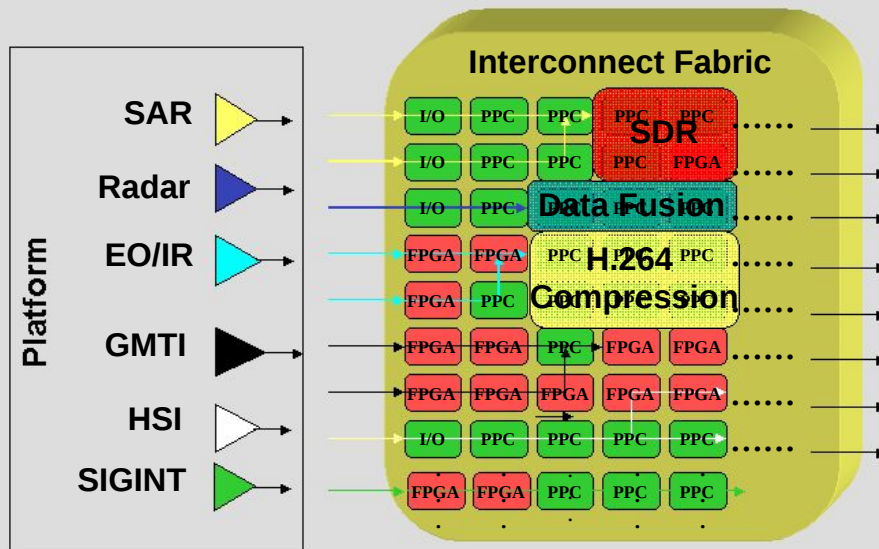 Interconnect Fabric
Platform
SAR
Radar
EO/IR
GMTI
HSI
SIGINT
I/O PPC PPC PPC PPC
SDR
I/O PPC PPC PPC FPGA
I/O PPC
Data Fusion
FPGA FPGA PPC PPC PPC
H.264
FPGA PPC
Compression
FPGA FPGA PPC FPGA FPGA
FPGA FPGA FPGA FPGA FPGA
I/O PPC PPC PPC PPC
FPGA FPGA PPC PPC PPC